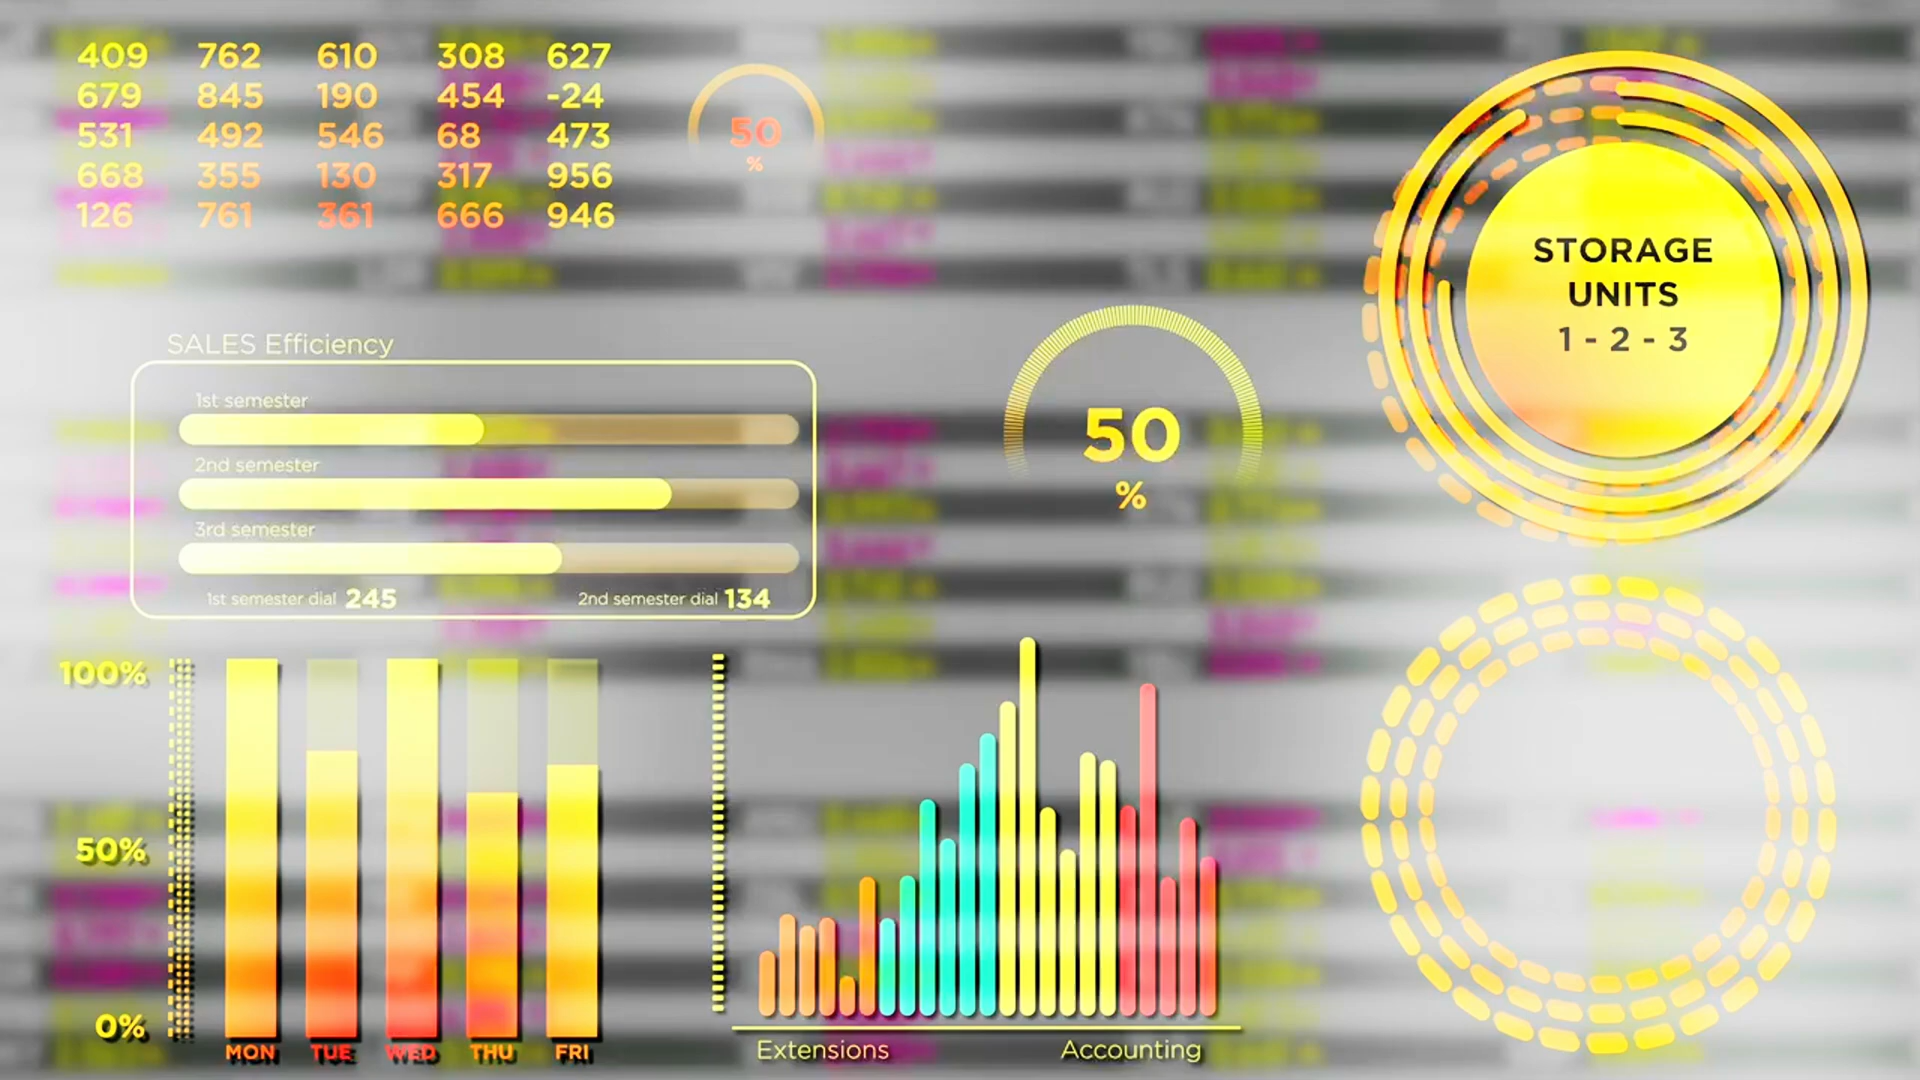 409 762 610 308 627
679 845 190 454 -24
531 492 546 68 473
668 355 130 317 956
126 761 361 666 946
50
%
STORAGE
UNITS
1 - 2 - 3
SALES Efficiency
1st semester
2nd semester
3rd semester
1st semester dial 245 2nd semester dial 134
50
%
100%
50%
0%
MON TUE WED THU FRI
Extensions Accounting